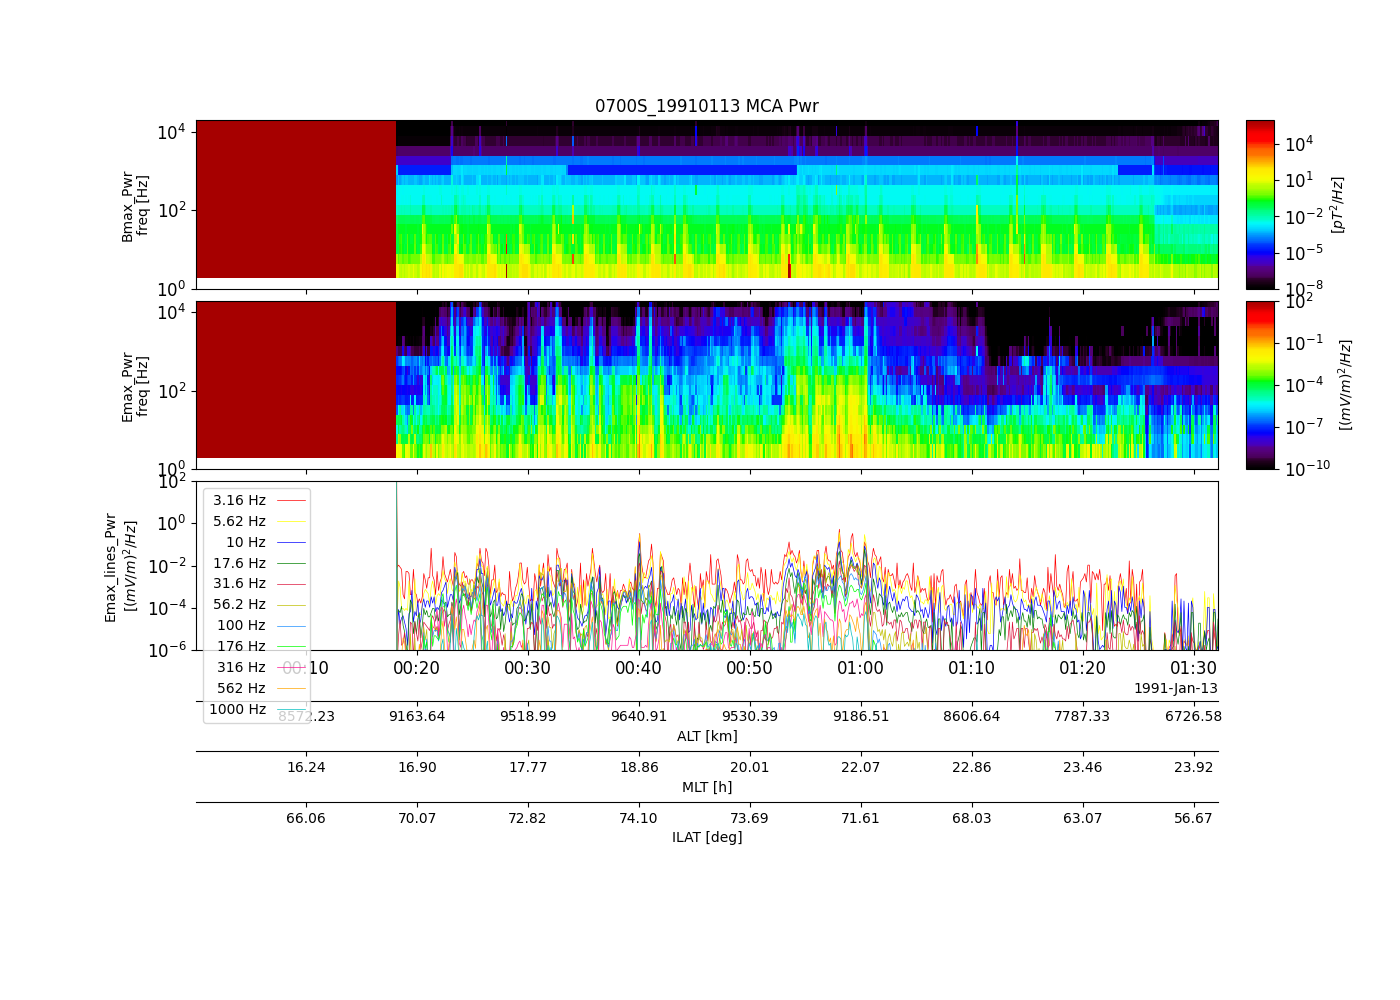 0700S_19910113 MCA Pwr
Bmax_Pwr
freq [Hz]
10^4
10^2
10^0
10^4
10^1
10^-2
10^-5
10^-8
[pT^2/Hz]
Emax_Pwr
freq [Hz]
10^4
10^2
10^0
10^2
10^-1
10^-4
10^-7
10^-10
[(mV/m)^2/Hz]
Emax_lines_Pwr
[(mV/m)^2/Hz]
10^2
10^0
10^-2
10^-4
10^-6
3.16 Hz
5.62 Hz
10 Hz
17.6 Hz
31.6 Hz
56.2 Hz
100 Hz
176 Hz
316 Hz
562 Hz
1000 Hz
00:10 00:20 00:30 00:40 00:50 01:00 01:10 01:20 01:30
1991-Jan-13
8572.23 9163.64 9518.99 9640.91 9530.39 9186.51 8606.64 7787.33 6726.58
ALT [km]
16.24 16.90 17.77 18.86 20.01 22.07 22.86 23.46 23.92
MLT [h]
66.06 70.07 72.82 74.10 73.69 71.61 68.03 63.07 56.67
ILAT [deg]